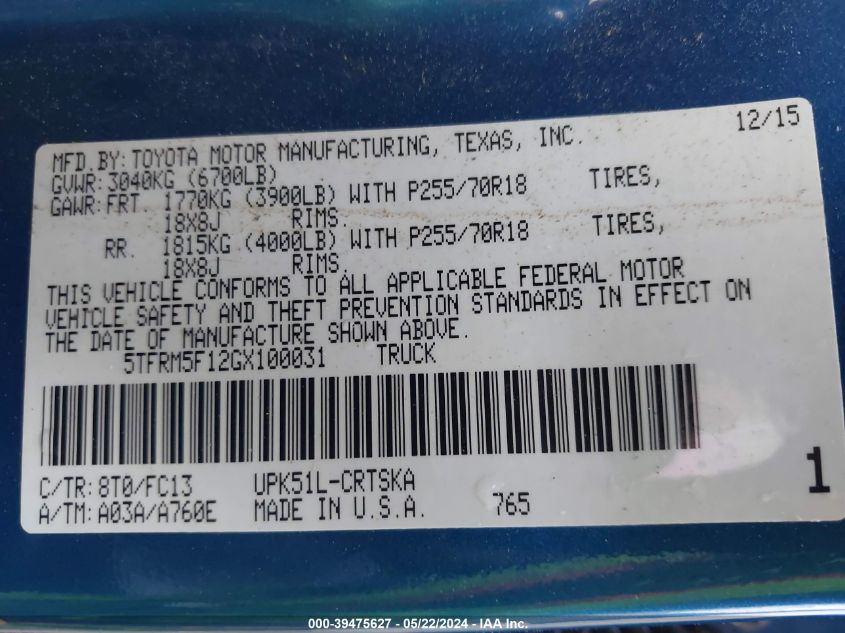 12/15
MFD.BY: TOYOTA MOTOR MANUFACTURING, TEXAS, INC.
GVWR: 3040KG (6700LB)
GAWR: FRT. 1770KG (3900LB) WITH P255/70R18 TIRES,
18X8J RIMS.
RR. 1815KG (4000LB) WITH P255/70R18 TIRES,
18X8J RIMS.
THIS VEHICLE CONFORMS TO ALL APPLICABLE FEDERAL MOTOR
VEHICLE SAFETY AND THEFT PREVENTION STANDARDS IN EFFECT ON
THE DATE OF MANUFACTURE SHOWN ABOVE.
5TFRM5F12GX100031 TRUCK
C/TR: 8T0/FC13 UPK51L-CRTSKA
A/TM: A03A/A760E MADE IN U.S.A. 765
1
000-39475627 - 05/22/2024 - IAA Inc.